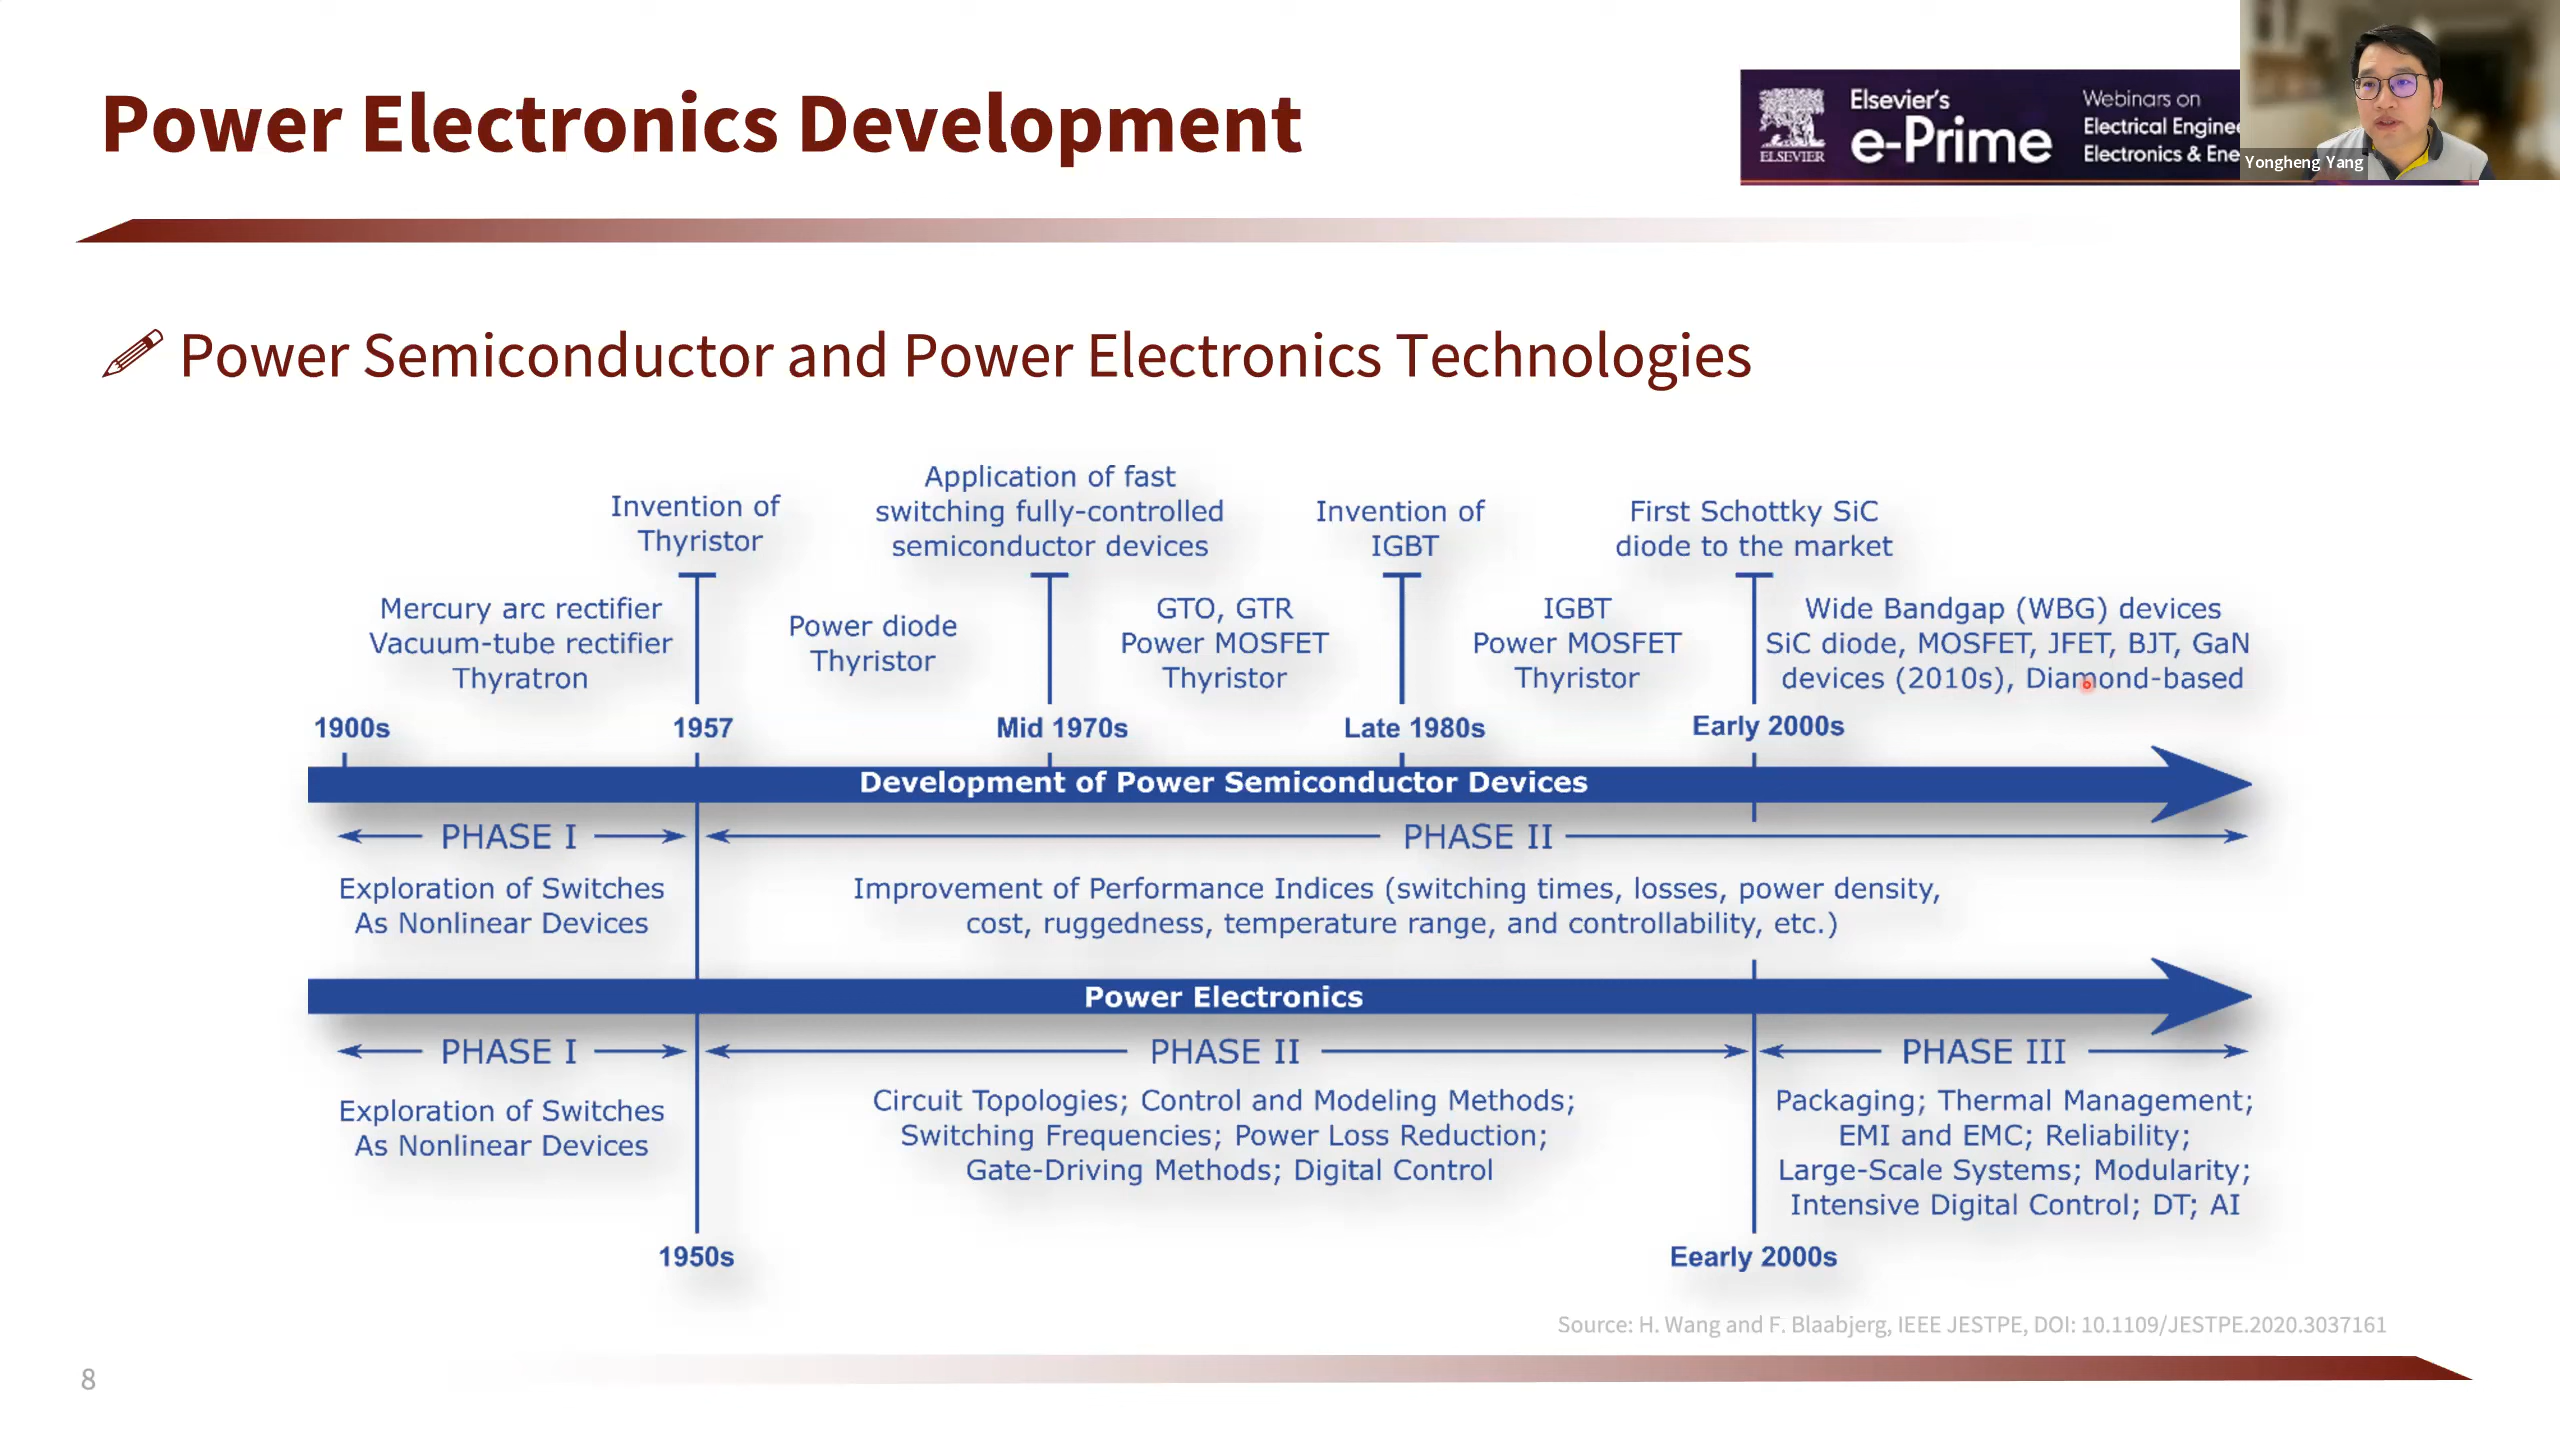 Power Electronics Development
ELSEVIER
Elsevier's
e-Prime
Webinars on
Electrical
Electronics &
Yongheng Yang
Power Semiconductor and Power Electronics Technologies
Invention of
Thyristor
Application of fast
switching fully-controlled
semiconductor devices
Invention of
IGBT
First Schottky SiC
diode to the market
Mercury arc rectifier
Vacuum-tube rectifier
Thyratron
Power diode
Thyristor
GTO, GTR
Power MOSFET
Thyristor
IGBT
Power MOSFET
Thyristor
Wide Bandgap (WBG) devices
SiC diode, MOSFET, JFET, BJT, GaN
devices (2010s), Diamond-based
1900s
1957
Mid 1970s
Late 1980s
Early 2000s
Development of Power Semiconductor Devices
PHASE I
PHASE II
Exploration of Switches
As Nonlinear Devices
Improvement of Performance Indices (switching times, losses, power density,
cost, ruggedness, temperature range, and controllability, etc.)
Power Electronics
PHASE I
PHASE II
PHASE III
Exploration of Switches
As Nonlinear Devices
Circuit Topologies; Control and Modeling Methods;
Switching Frequencies; Power Loss Reduction;
Gate-Driving Methods; Digital Control
Packaging; Thermal Management;
EMI and EMC; Reliability;
Large-Scale Systems; Modularity;
Intensive Digital Control; DT; AI
1950s
Eearly 2000s
Source: H. Wang and F. Blaabjerg, IEEE JESTPE, DOI: 10.1109/JESTPE.2020.3037161
8